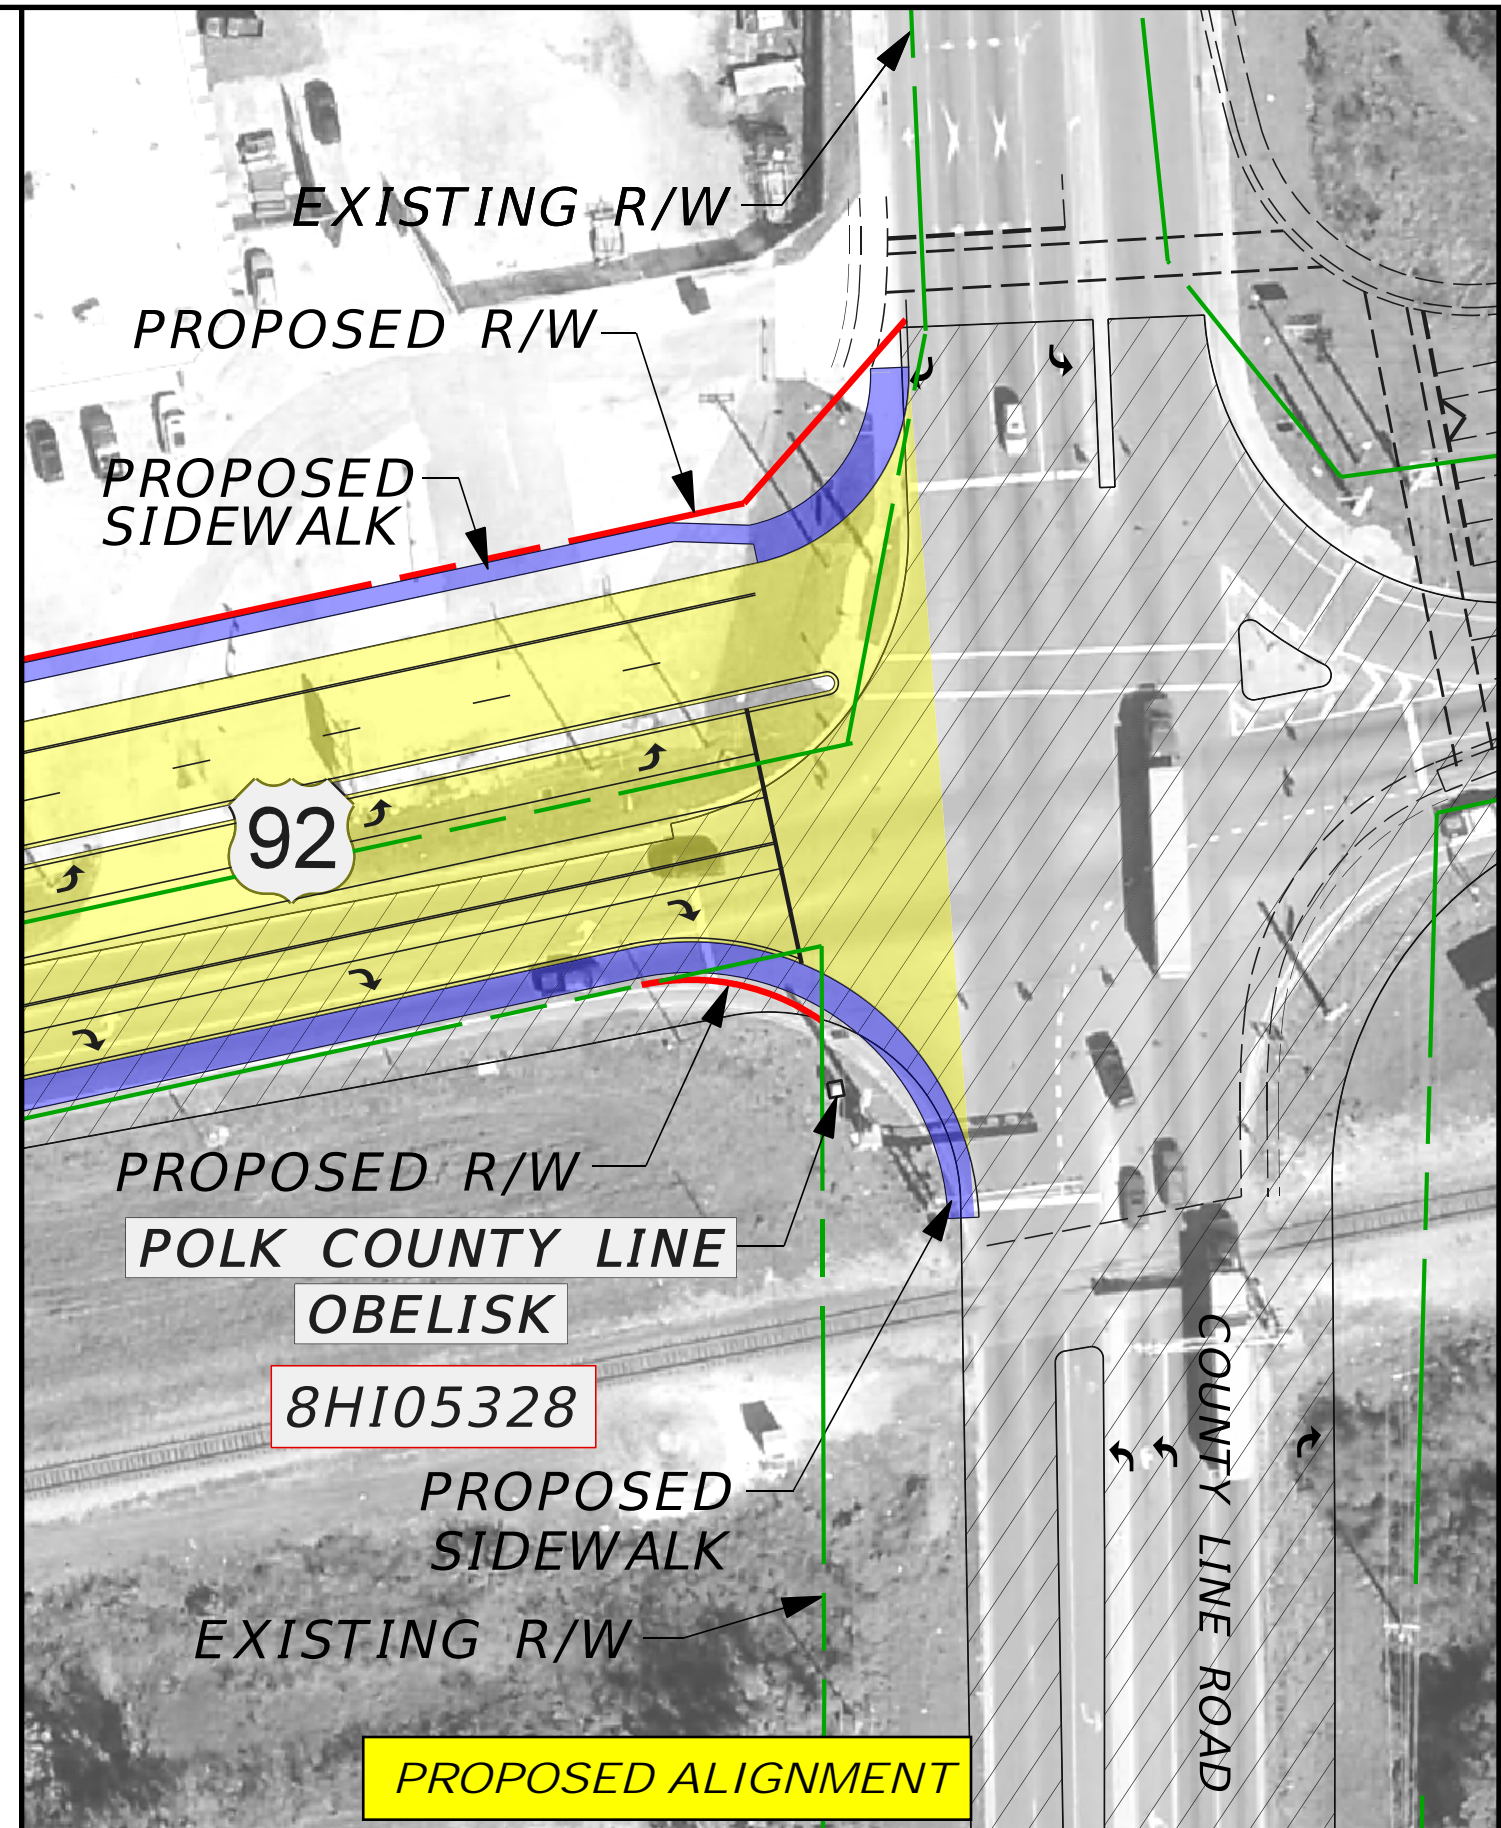 EXISTING R/W
PROPOSED R/W
PROPOSED
SIDEWALK
92
PROPOSED R/W
POLK COUNTY LINE
OBELISK
8HI05328
PROPOSED
SIDEWALK
EXISTING R/W
COUNTY LINE ROAD
PROPOSED ALIGNMENT